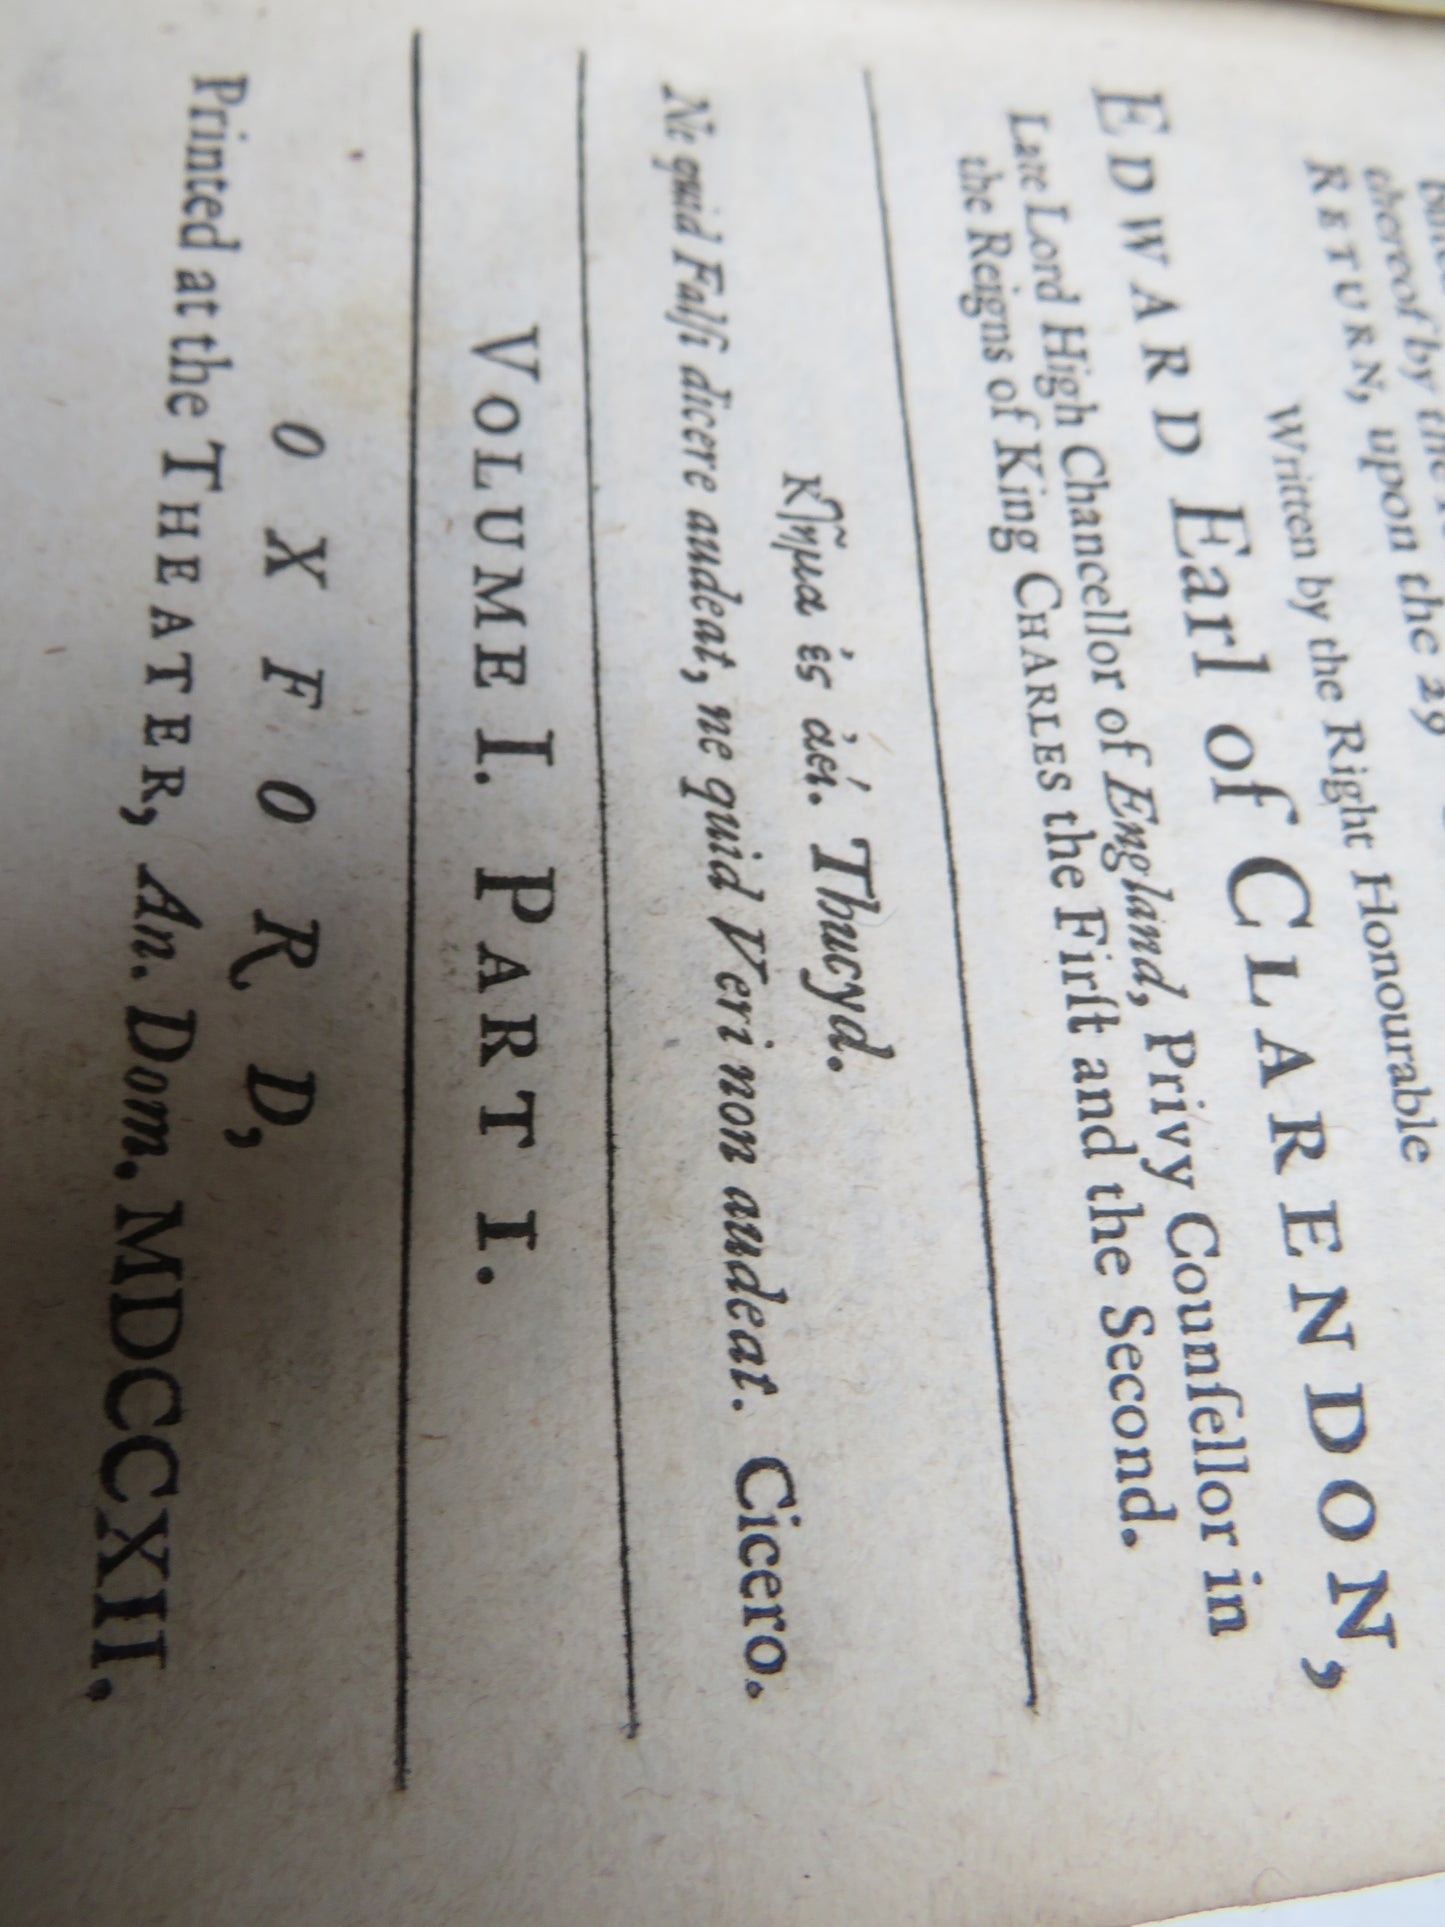 thereof by the
RETURN, upon the 29
Written by the Right Honourable
EDWARD Earl of CLARENDON,
Late Lord High Chancellor of England, Privy Counſellor in
the Reigns of King CHARLES the Firſt and the Second.
Κ῀ημα ἐς ἀεί. Thucyd.
Ne quid Falſi dicere audeat, ne quid Veri non audeat. Cicero.
VOLUME I. PART I.
OXFORD,
Printed at the THEATER, An. Dom. MDCCXII.